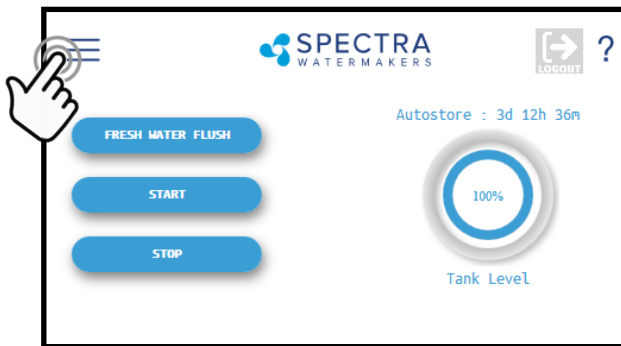 SPECTRA
WATERMAKERS
LOGOUT
?
Autostore : 3d 12h 36m
FRESH WATER FLUSH
START
100%
STOP
Tank Level